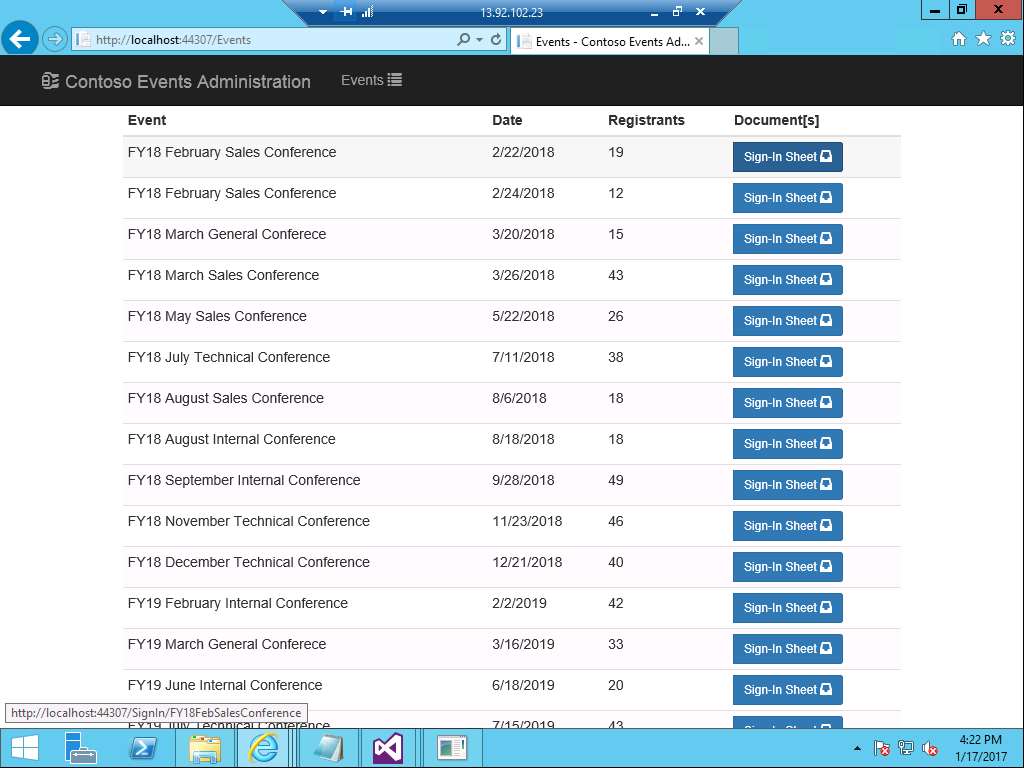 13.92.102.23
http://localhost:44307/Events
Events - Contoso Events Ad...
Contoso Events Administration
Events
Event Date Registrants Document[s]
FY18 February Sales Conference 2/22/2018 19 Sign-In Sheet
FY18 February Sales Conference 2/24/2018 12 Sign-In Sheet
FY18 March General Conferece 3/20/2018 15 Sign-In Sheet
FY18 March Sales Conference 3/26/2018 43 Sign-In Sheet
FY18 May Sales Conference 5/22/2018 26 Sign-In Sheet
FY18 July Technical Conference 7/11/2018 38 Sign-In Sheet
FY18 August Sales Conference 8/6/2018 18 Sign-In Sheet
FY18 August Internal Conference 8/18/2018 18 Sign-In Sheet
FY18 September Internal Conference 9/28/2018 49 Sign-In Sheet
FY18 November Technical Conference 11/23/2018 46 Sign-In Sheet
FY18 December Technical Conference 12/21/2018 40 Sign-In Sheet
FY19 February Internal Conference 2/2/2019 42 Sign-In Sheet
FY19 March General Conferece 3/16/2019 33 Sign-In Sheet
FY19 June Internal Conference 6/18/2019 20 Sign-In Sheet
http://localhost:44307/SignIn/FY18FebSalesConference
FY19 July Technical Conference 7/15/2019 43 Sign-In Sheet
4:22 PM
1/17/2017